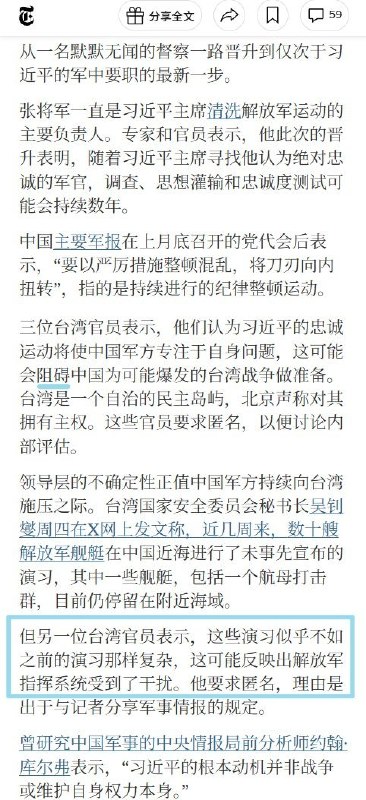 分享全文
59
从一名默默无闻的督察一路晋升到仅次于习
近平的军中要职的最新一步。
张将军一直是习近平主席清洗解放军运动的
主要负责人。专家和官员表示，他此次的晋
升表明，随着习近平主席寻找他认为绝对忠
诚的军官，调查、思想灌输和忠诚度测试可
能会持续数年。
中国主要军报在上月底召开的党代会后表
示，“要以严厉措施整顿混乱，将刀刃向内
扭转”，指的是持续进行的纪律整顿运动。
三位台湾官员表示，他们认为习近平的忠诚
运动将使中国军方专注于自身问题，这可能
会阻碍中国为可能爆发的台湾战争做准备。
台湾是一个自治的民主岛屿，北京声称对其
拥有主权。这些官员要求匿名，以便讨论内
部评估。
领导层的不确定性正值中国军方持续向台湾
施压之际。台湾国家安全委员会秘书长吴钊
燮周四在X网上发文称，近几周来，数十艘
解放军舰艇在中国近海进行了未事先宣布的
演习，其中一些舰艇，包括一个航母打击
群，目前仍停留在附近海域。
但另一位台湾官员表示，这些演习似乎不如
之前的演习那样复杂，这可能反映出解放军
指挥系统受到了干扰。他要求匿名，理由是
出于与记者分享军事情报的规定。
曾研究中国军事的中央情报局前分析师约翰·
库尔弗表示，“习近平的根本动机并非战争
或维护自身权力本身。”